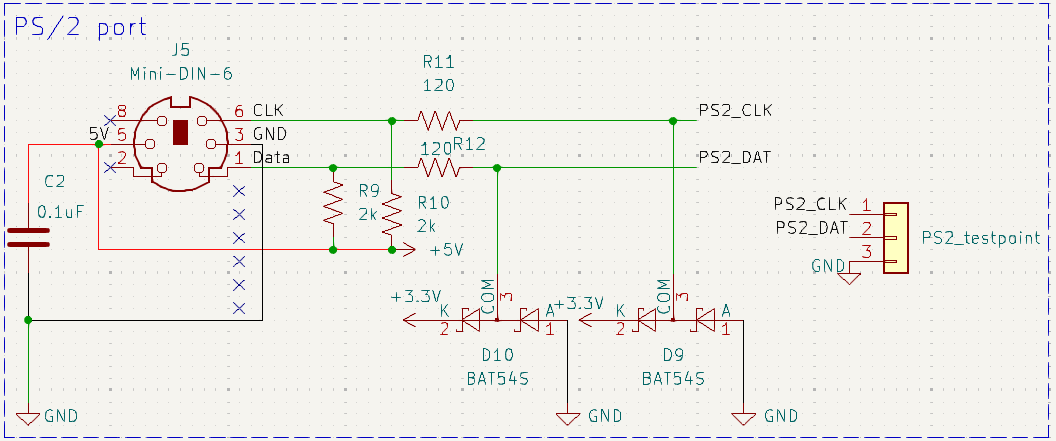 PS/2 port
J5
Mini-DIN-6
8
6 CLK
5V 5
3 GND
2
1 Data
R11
120
PS2_CLK
120
R12
PS2_DAT
C2
0.1uF
R9
2k
R10
2k
+5V
PS2_CLK 1
PS2_DAT 2
GND 3
PS2_testpoint
+3.3V
K
2
COM
3
A
1
D10
BAT54S
+3.3V
K
2
COM
3
A
1
D9
BAT54S
GND
GND
GND